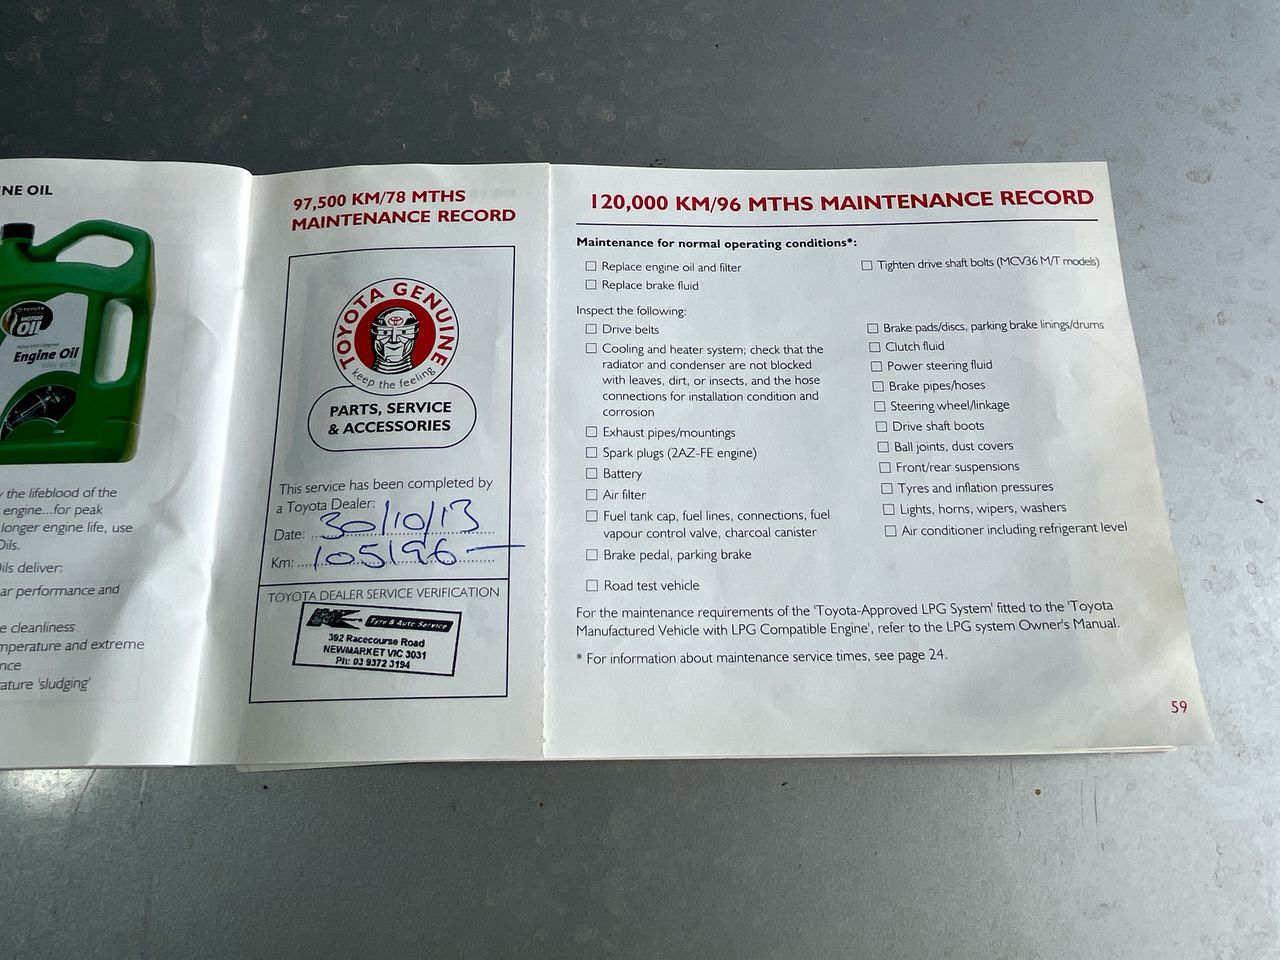 NE OIL
TOYOTA
MOTOR
OIL
Engine Oil
y the lifeblood of the
engine...for peak
longer engine life, use
Oils.
ils deliver:
ar performance and
e cleanliness
mperature and extreme
nce
ature 'sludging'
97,500 KM/78 MTHS
MAINTENANCE RECORD
TOYOTA GENUINE
keep the feeling
PARTS, SERVICE
& ACCESSORIES
This service has been completed by
a Toyota Dealer:
Date: 30/10/13
Km: 105196
TOYOTA DEALER SERVICE VERIFICATION
Tyre & Auto Service
392 Racecourse Road
NEWMARKET VIC 3031
Ph: 03 9372 3194
120,000 KM/96 MTHS MAINTENANCE RECORD
Maintenance for normal operating conditions*:
Replace engine oil and filter
Replace brake fluid
Tighten drive shaft bolts (MCV36 M/T models)
Inspect the following:
Drive belts
Cooling and heater system; check that the
radiator and condenser are not blocked
with leaves, dirt, or insects, and the hose
connections for installation condition and
corrosion
Exhaust pipes/mountings
Spark plugs (2AZ-FE engine)
Battery
Air filter
Fuel tank cap, fuel lines, connections, fuel
vapour control valve, charcoal canister
Brake pedal, parking brake
Road test vehicle
Brake pads/discs, parking brake linings/drums
Clutch fluid
Power steering fluid
Brake pipes/hoses
Steering wheel/linkage
Drive shaft boots
Ball joints, dust covers
Front/rear suspensions
Tyres and inflation pressures
Lights, horns, wipers, washers
Air conditioner including refrigerant level
For the maintenance requirements of the 'Toyota-Approved LPG System' fitted to the 'Toyota
Manufactured Vehicle with LPG Compatible Engine', refer to the LPG system Owner's Manual.
* For information about maintenance service times, see page 24.
59